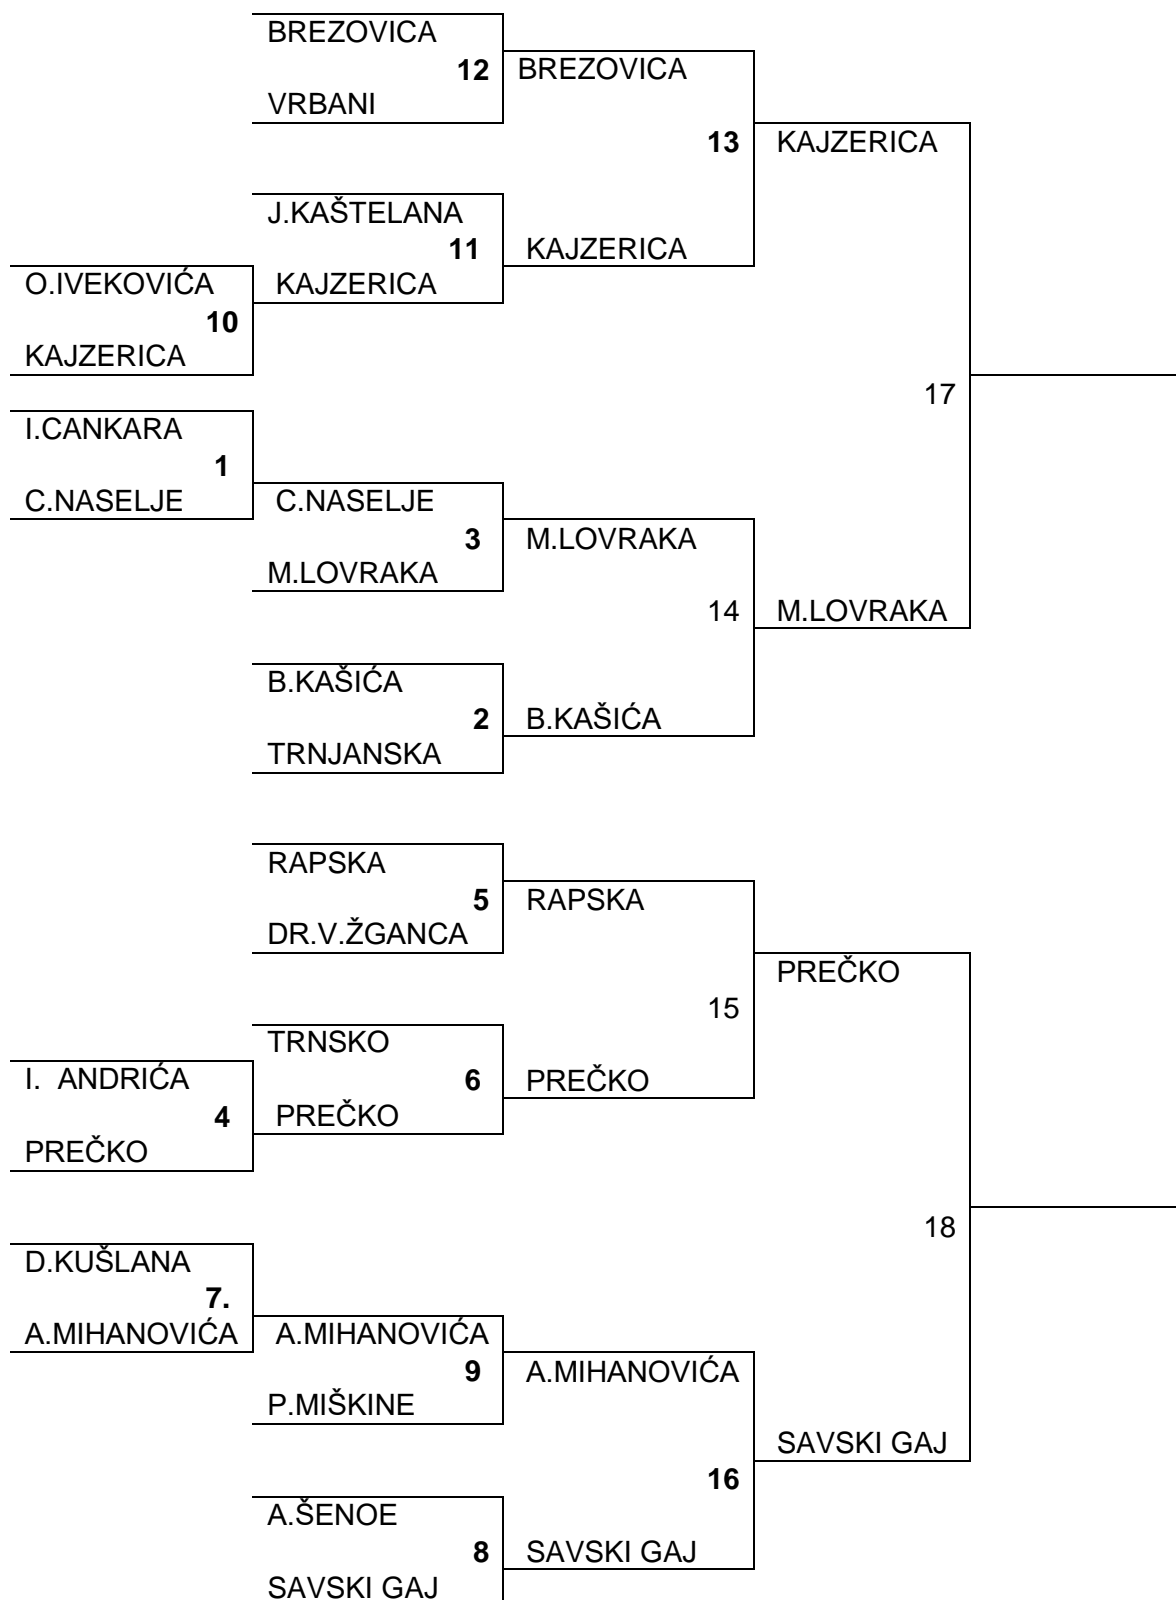 BREZOVICA
12 BREZOVICA
VRBANI
13 KAJZERICA
J.KAŠTELANA
11 KAJZERICA
O.IVEKOVIĆA KAJZERICA
10
KAJZERICA
17
I.CANKARA
1
C.NASELJE C.NASELJE
3 M.LOVRAKA
M.LOVRAKA
14 M.LOVRAKA
B.KAŠIĆA
2 B.KAŠIĆA
TRNJANSKA
RAPSKA
5 RAPSKA
DR.V.ŽGANCA
PREČKO
15
TRNSKO
I. ANDRIĆA 6 PREČKO
4 PREČKO
PREČKO
18
D.KUŠLANA
7.
A.MIHANOVIĆA A.MIHANOVIĆA
9 A.MIHANOVIĆA
P.MIŠKINE
SAVSKI GAJ
16
A.ŠENOE
8 SAVSKI GAJ
SAVSKI GAJ